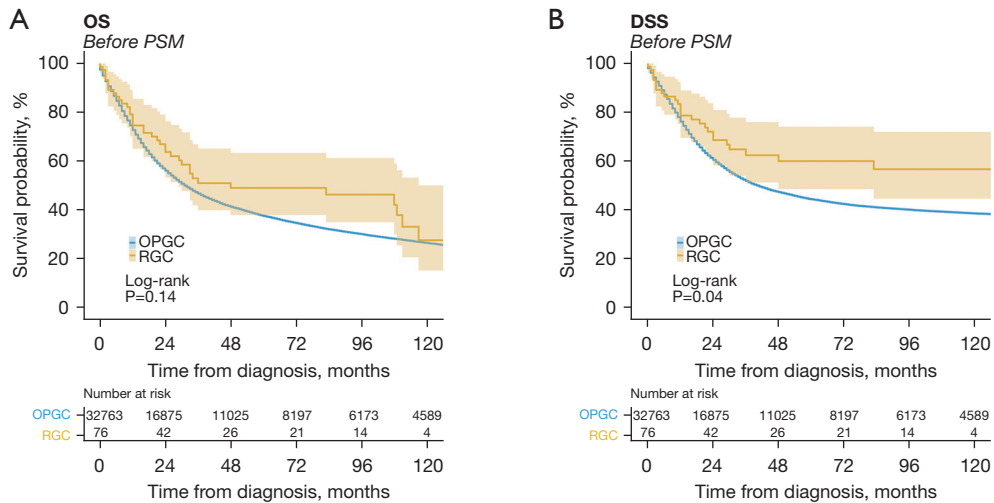 A
OS
Before PSM
Survival probability, %
100
80
60
40
20
0
OPGC
RGC
Log-rank
P=0.14
0 24 48 72 96 120
Time from diagnosis, months
Number at risk
OPGC 32763 16875 11025 8197 6173 4589
RGC 76 42 26 21 14 4
0 24 48 72 96 120
Time from diagnosis, months
B
DSS
Before PSM
Survival probability, %
100
80
60
40
20
0
OPGC
RGC
Log-rank
P=0.04
0 24 48 72 96 120
Time from diagnosis, months
Number at risk
OPGC 32763 16875 11025 8197 6173 4589
RGC 76 42 26 21 14 4
0 24 48 72 96 120
Time from diagnosis, months